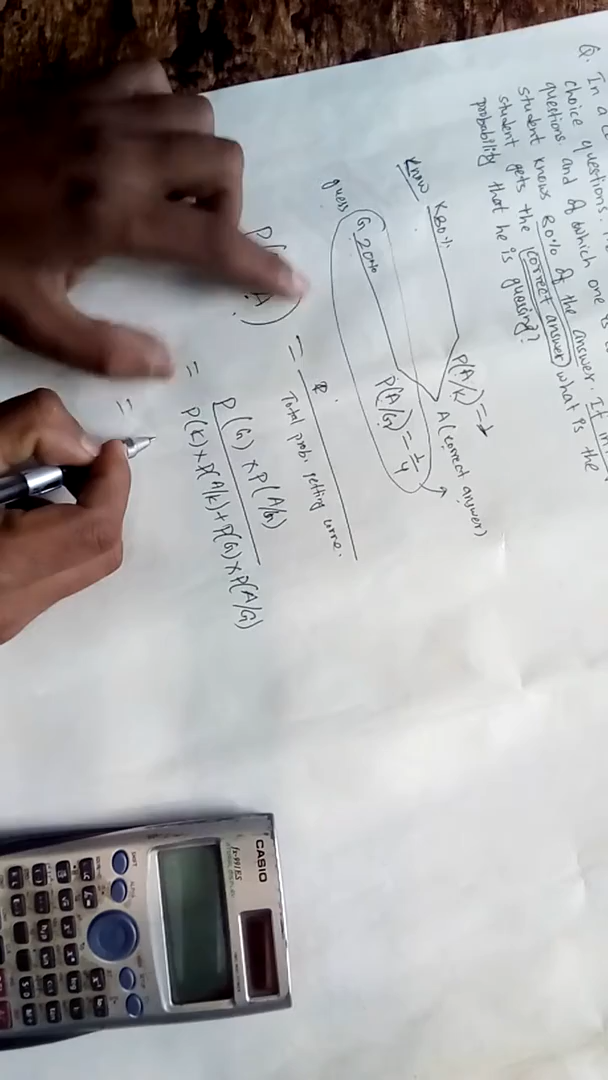 Q. In a
choice questions.
questions, and of which one
student knows 80% of the answer. If
student gets the correct answer, what is the
probability that he is guessing?
Know K 80%
P(A/K) = 1
A (correct answer)
guess G 20%
P(A/G) = 1/4
P( A) =
Total prob. getting
= P(G) × P(A/G)
P(K) × P(A/K) + P(G) × P(A/G)
=
CASIO
fx-991ES
SHIFT
ALPHA